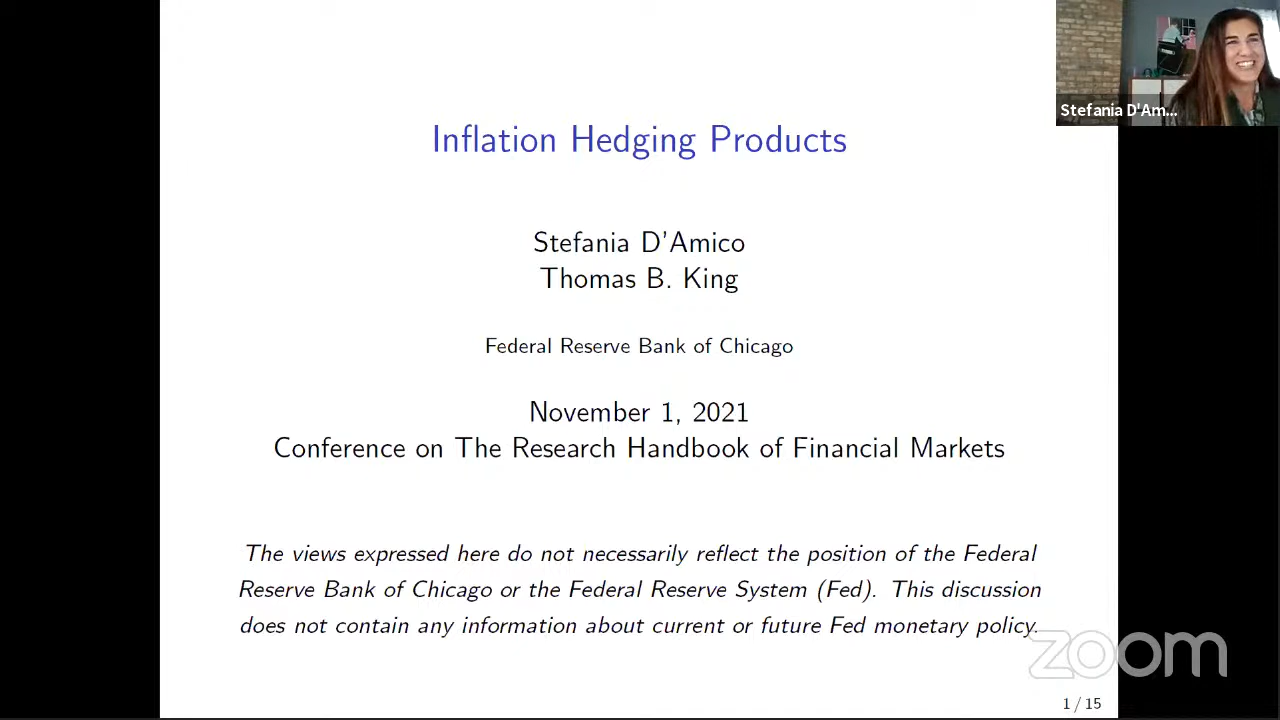 Stefania D'Am...
Inflation Hedging Products
Stefania D'Amico
Thomas B. King
Federal Reserve Bank of Chicago
November 1, 2021
Conference on The Research Handbook of Financial Markets
The views expressed here do not necessarily reflect the position of the Federal
Reserve Bank of Chicago or the Federal Reserve System (Fed). This discussion
does not contain any information about current or future Fed monetary policy.
zoom
1 / 15